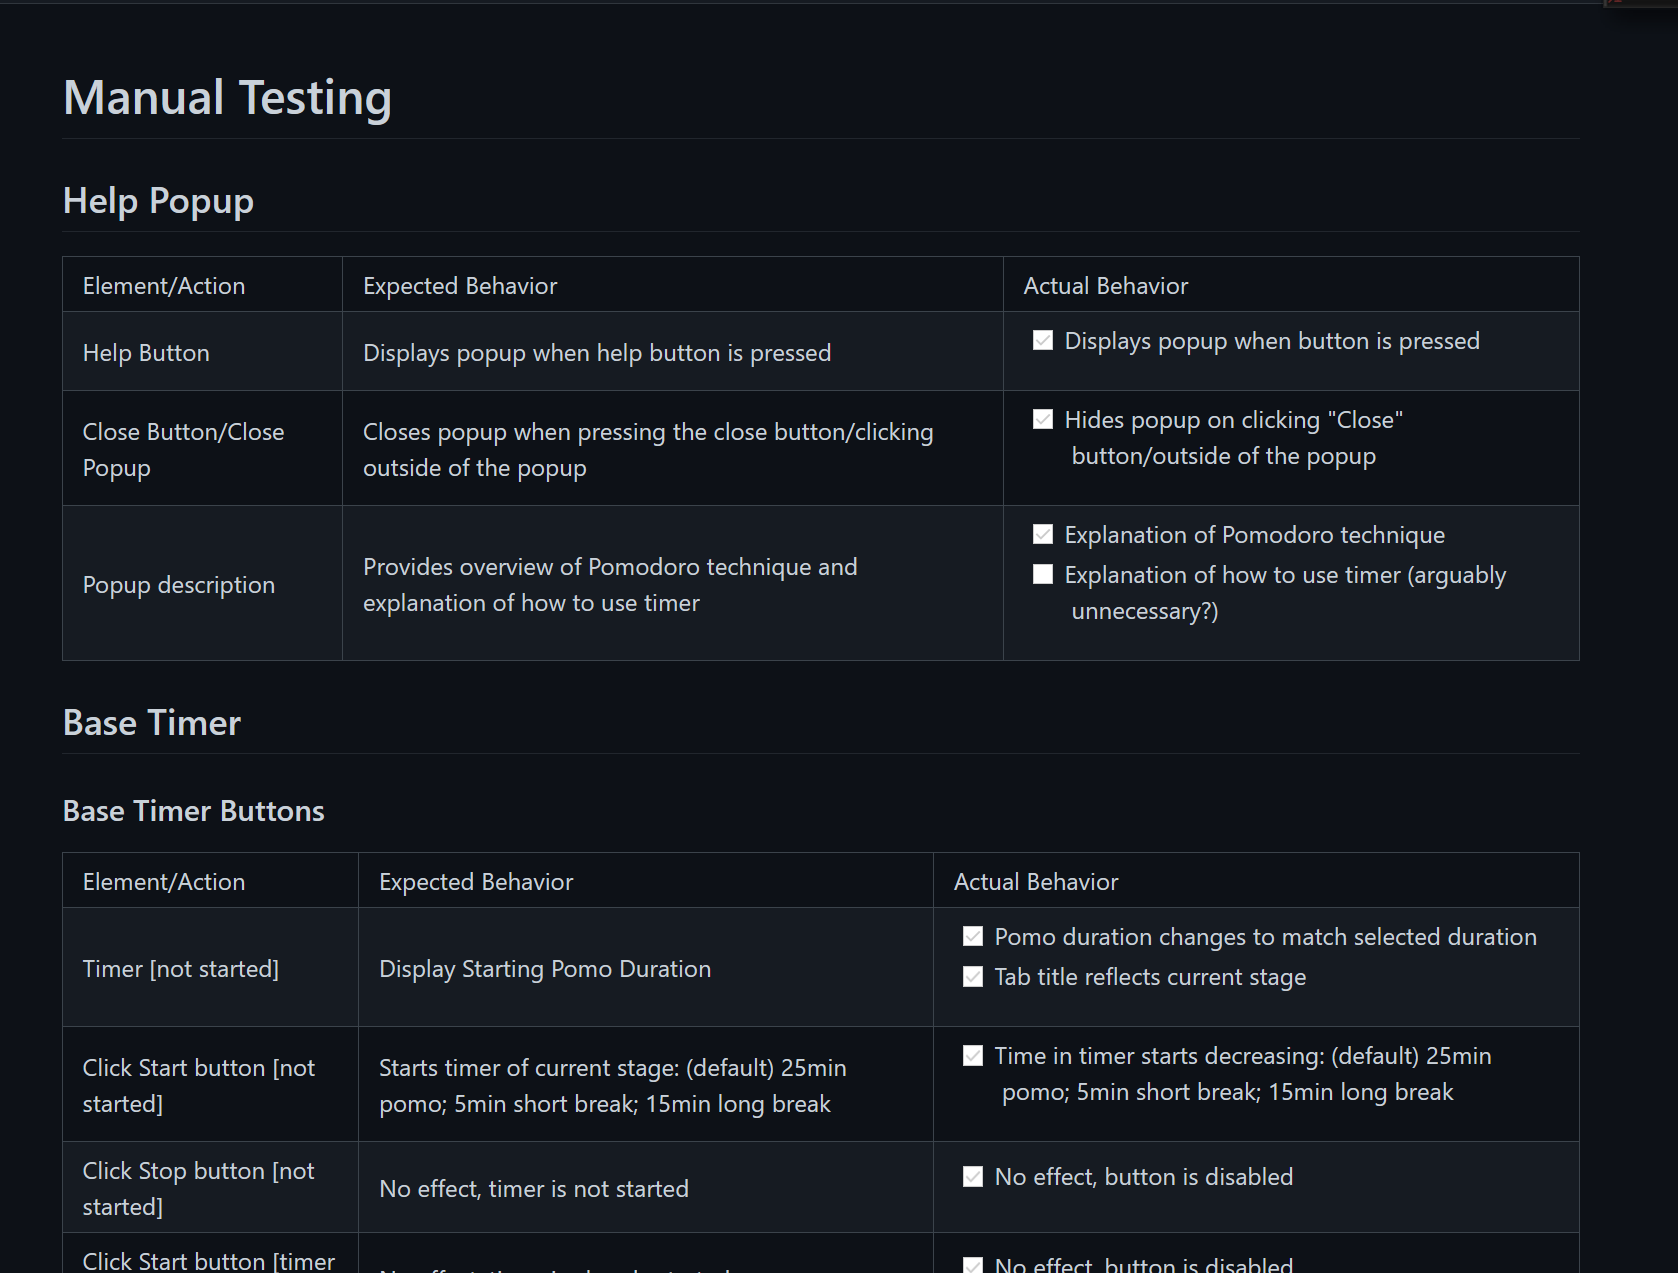 Manual Testing
Help Popup
Element/Action
Expected Behavior
Actual Behavior
Help Button
Displays popup when help button is pressed
Displays popup when button is pressed
Close Button/Close
Popup
Closes popup when pressing the close button/clicking
outside of the popup
Hides popup on clicking "Close"
button/outside of the popup
Popup description
Provides overview of Pomodoro technique and
explanation of how to use timer
Explanation of Pomodoro technique
Explanation of how to use timer (arguably
unnecessary?)
Base Timer
Base Timer Buttons
Element/Action
Expected Behavior
Actual Behavior
Timer [not started]
Display Starting Pomo Duration
Pomo duration changes to match selected duration
Tab title reflects current stage
Click Start button [not
started]
Starts timer of current stage: (default) 25min
pomo; 5min short break; 15min long break
Time in timer starts decreasing: (default) 25min
pomo; 5min short break; 15min long break
Click Stop button [not
started]
No effect, timer is not started
No effect, button is disabled
Click Start button [timer
No effect, button is disabled